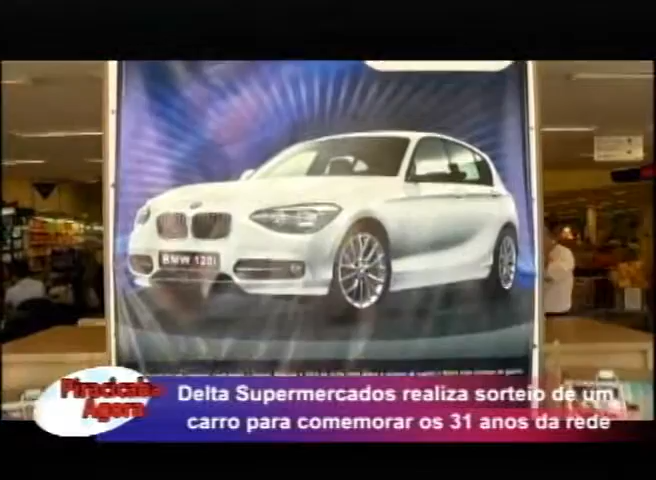 BMW 120i
Piracicaba
Agora
Delta Supermercados realiza sorteio de um
carro para comemorar os 31 anos da rede